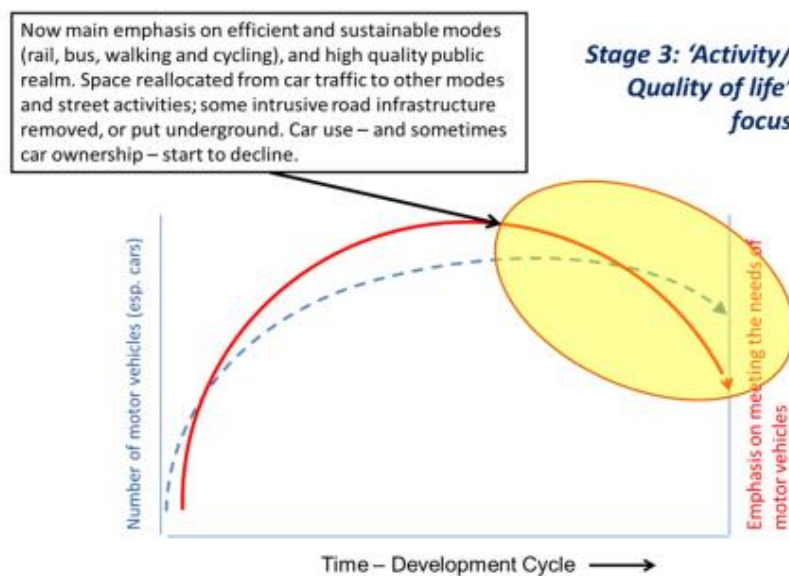 Now main emphasis on efficient and sustainable modes
(rail, bus, walking and cycling), and high quality public
realm. Space reallocated from car traffic to other modes
and street activities; some intrusive road infrastructure
removed, or put underground. Car use – and sometimes
car ownership – start to decline.
Stage 3: ‘Activity/
Quality of life’
focus
Number of motor vehicles (esp. cars)
Emphasis on meeting the needs of
motor vehicles
Time – Development Cycle